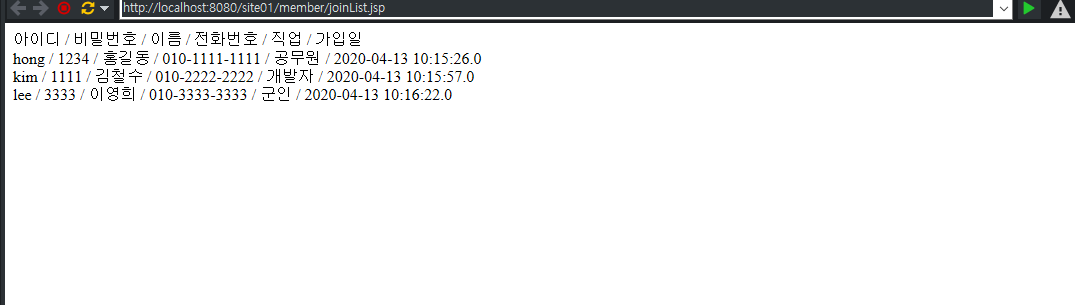 http://localhost:8080/site01/member/joinList.jsp
아이디 / 비밀번호 / 이름 / 전화번호 / 직업 / 가입일
hong / 1234 / 홍길동 / 010-1111-1111 / 공무원 / 2020-04-13 10:15:26.0
kim / 1111 / 김철수 / 010-2222-2222 / 개발자 / 2020-04-13 10:15:57.0
lee / 3333 / 이영희 / 010-3333-3333 / 군인 / 2020-04-13 10:16:22.0